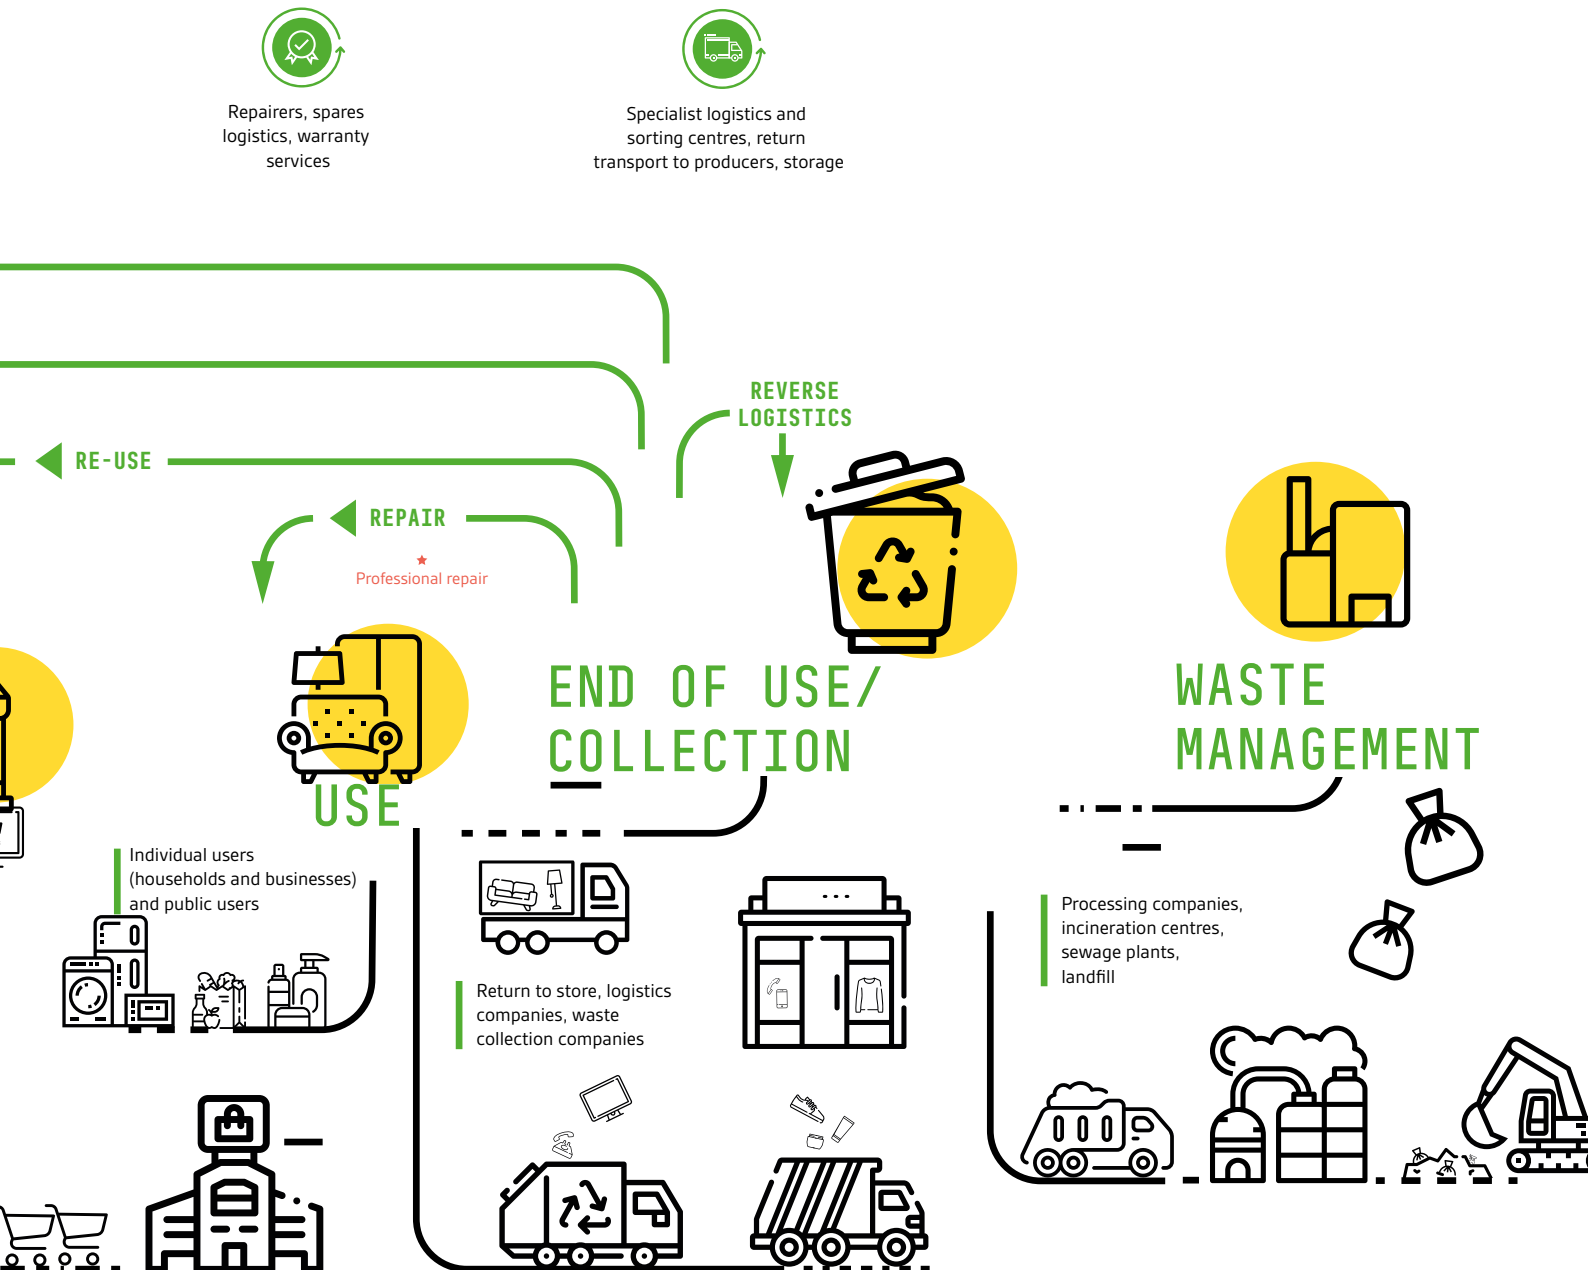 Repairers, spares
logistics, warranty
services
Specialist logistics and
sorting centres, return
transport to producers, storage
REVERSE
LOGISTICS
RE-USE
REPAIR
Professional repair
END OF USE/
COLLECTION
WASTE
MANAGEMENT
USE
Individual users
(households and businesses)
and public users
Return to store, logistics
companies, waste
collection companies
Processing companies,
incineration centres,
sewage plants,
landfill